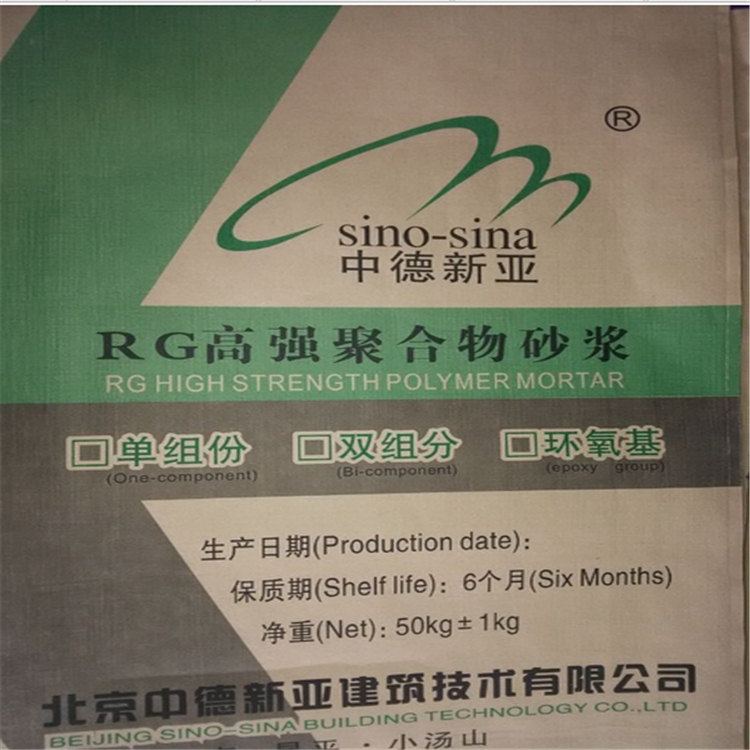 ®
sino-sina
中德新亚
RG高强聚合物砂浆
RG HIGH STRENGTH POLYMER MORTAR
□单组份 □双组分 □环氧基
(One-component) (Bi-component) (epoxy group)
生产日期(Production date):
保质期(Shelf life): 6个月(Six Months)
净重(Net): 50kg±1kg
北京中德新亚建筑技术有限公司
BEIJING SINO-SINA BUILDING TECHNOLOGY CO.,LTD
昌平·小汤山